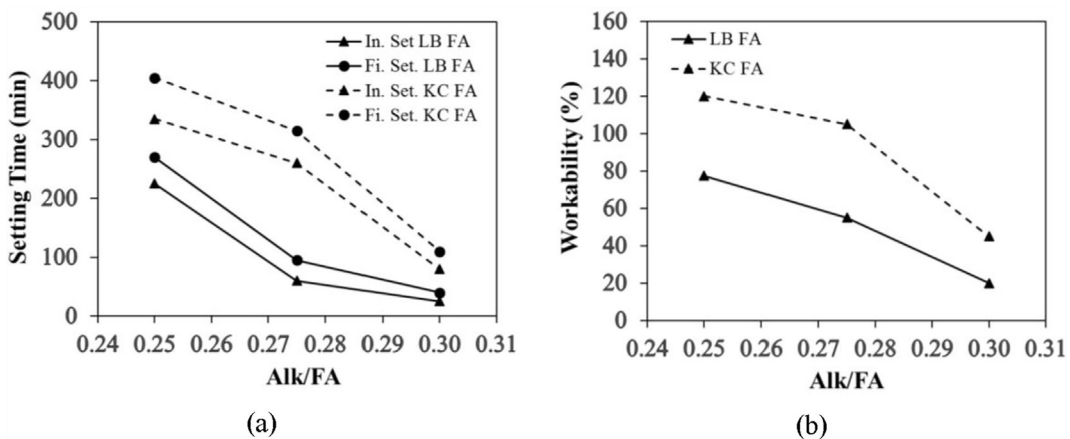 500
400
300
200
100
0
Setting Time (min)
In. Set LB FA
Fi. Set. LB FA
In. Set. KC FA
Fi. Set. KC FA
0.24 0.25 0.26 0.27 0.28 0.29 0.30 0.31
Alk/FA
(a)
160
140
120
100
80
60
40
20
0
Workability (%)
LB FA
KC FA
0.24 0.25 0.26 0.27 0.28 0.29 0.30 0.31
Alk/FA
(b)